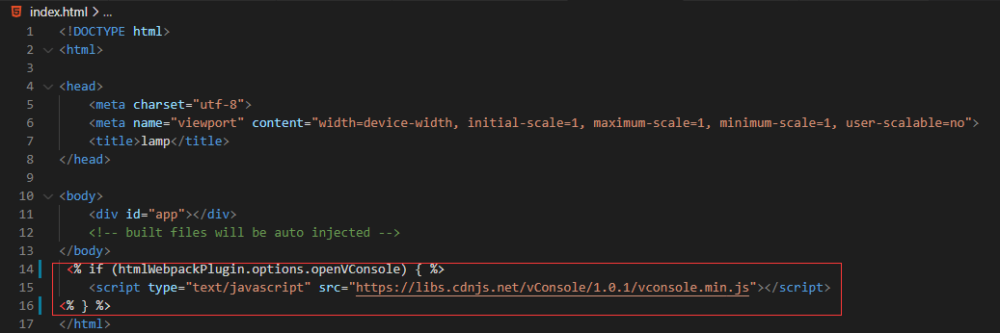 index.html > ...
1 <!DOCTYPE html>
2 <html>
3
4 <head>
5 <meta charset="utf-8">
6 <meta name="viewport" content="width=device-width, initial-scale=1, maximum-scale=1, minimum-scale=1, user-scalable=no">
7 <title>lamp</title>
8 </head>
9
10 <body>
11 <div id="app"></div>
12 <!-- built files will be auto injected -->
13 </body>
14 <% if (htmlWebpackPlugin.options.openVConsole) { %>
15 <script type="text/javascript" src="https://libs.cdnjs.net/vConsole/1.0.1/vconsole.min.js"></script>
16 <% } %>
17 </html>